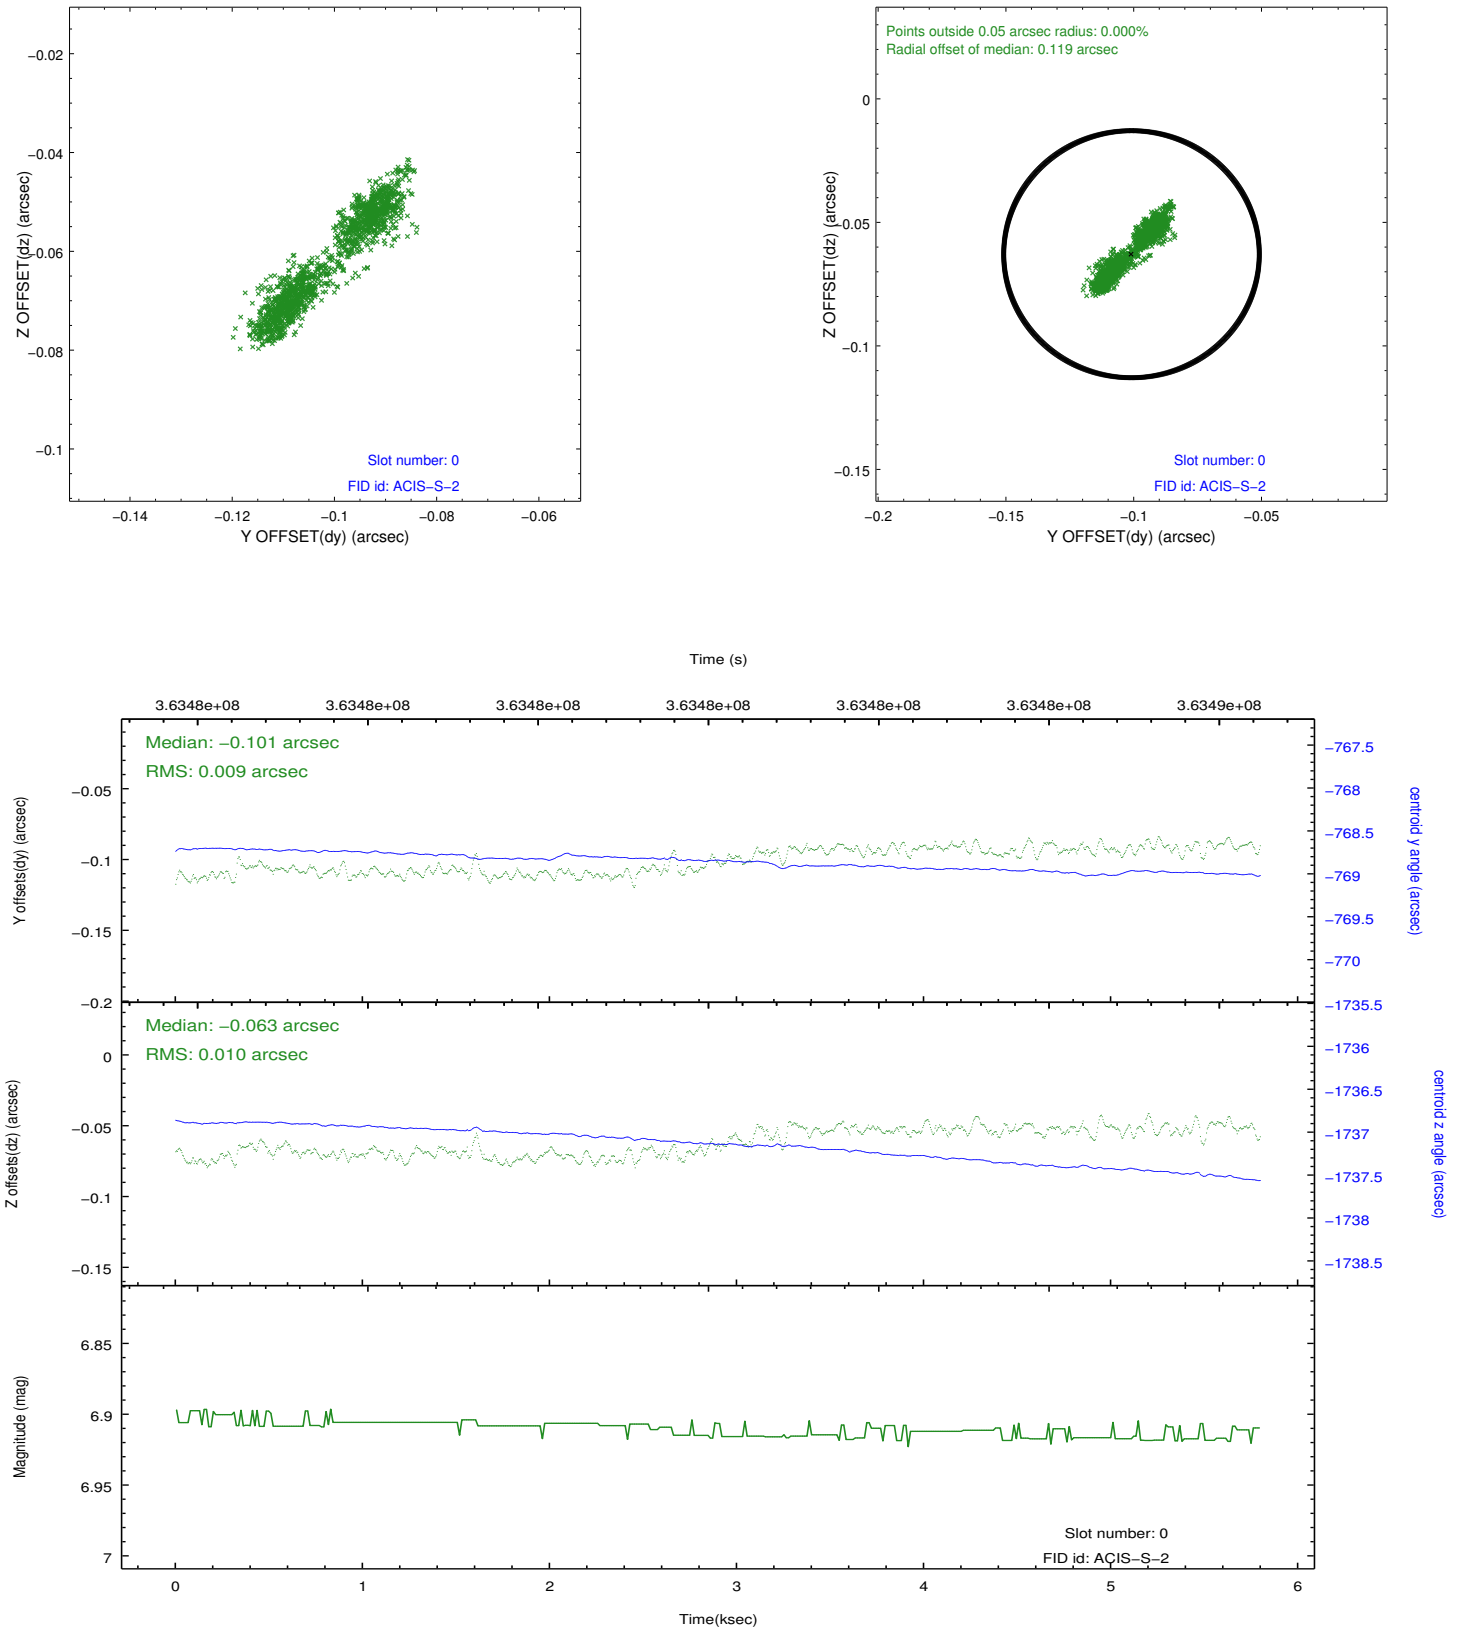 −0.02
−0.04
−0.06
−0.08
−0.1
Z OFFSET(dz) (arcsec)
Slot number: 0
FID id: ACIS−S−2
−0.14
−0.12
−0.1
−0.08
−0.06
Y OFFSET(dy) (arcsec)
Points outside 0.05 arcsec radius: 0.000%
Radial offset of median: 0.119 arcsec
0
−0.05
−0.1
−0.15
Z OFFSET(dz) (arcsec)
Slot number: 0
FID id: ACIS−S−2
−0.2
−0.15
−0.1
−0.05
Y OFFSET(dy) (arcsec)
Time (s)
3.6348e+08
3.6348e+08
3.6348e+08
3.6348e+08
3.6348e+08
3.6348e+08
3.6349e+08
Median: −0.101 arcsec
RMS: 0.009 arcsec
−0.05
−0.1
−0.15
−0.2
Y offsets(dy) (arcsec)
−767.5
−768
−768.5
−769
−769.5
−770
centroid y angle (arcsec)
Median: −0.063 arcsec
RMS: 0.010 arcsec
0
−0.05
−0.1
−0.15
Z offsets(dz) (arcsec)
−1735.5
−1736
−1736.5
−1737
−1737.5
−1738
−1738.5
centroid z angle (arcsec)
6.85
6.9
6.95
7
Magnitude (mag)
Slot number: 0
FID id: ACIS−S−2
0
1
2
3
4
5
6
Time(ksec)